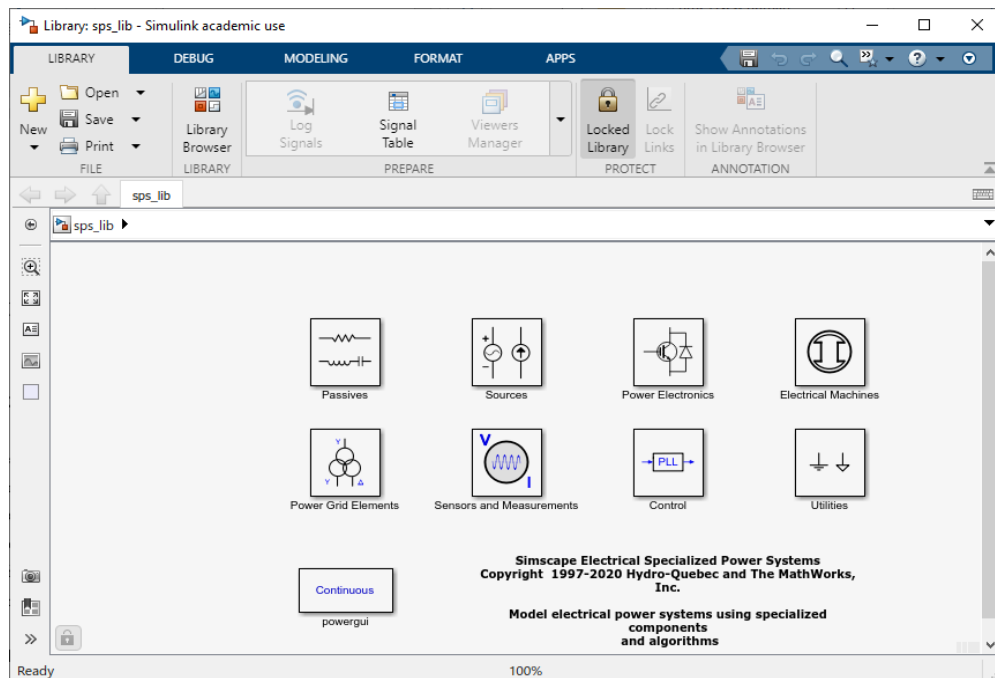 Library: sps_lib - Simulink academic use
LIBRARY DEBUG MODELING FORMAT APPS
New
Open
Save
Print
FILE
Library
Browser
LIBRARY
Log
Signals
Signal
Table
Viewers
Manager
PREPARE
Locked
Library
Lock
Links
PROTECT
Show Annotations
in Library Browser
ANNOTATION
sps_lib
sps_lib
Passives
Sources
Power Electronics
Electrical Machines
Y
Y Δ
Power Grid Elements
V
I
Sensors and Measurements
PLL
Control
Utilities
Continuous
powergui
Simscape Electrical Specialized Power Systems
Copyright 1997-2020 Hydro-Quebec and The MathWorks,
Inc.
Model electrical power systems using specialized
components
and algorithms
Ready
100%